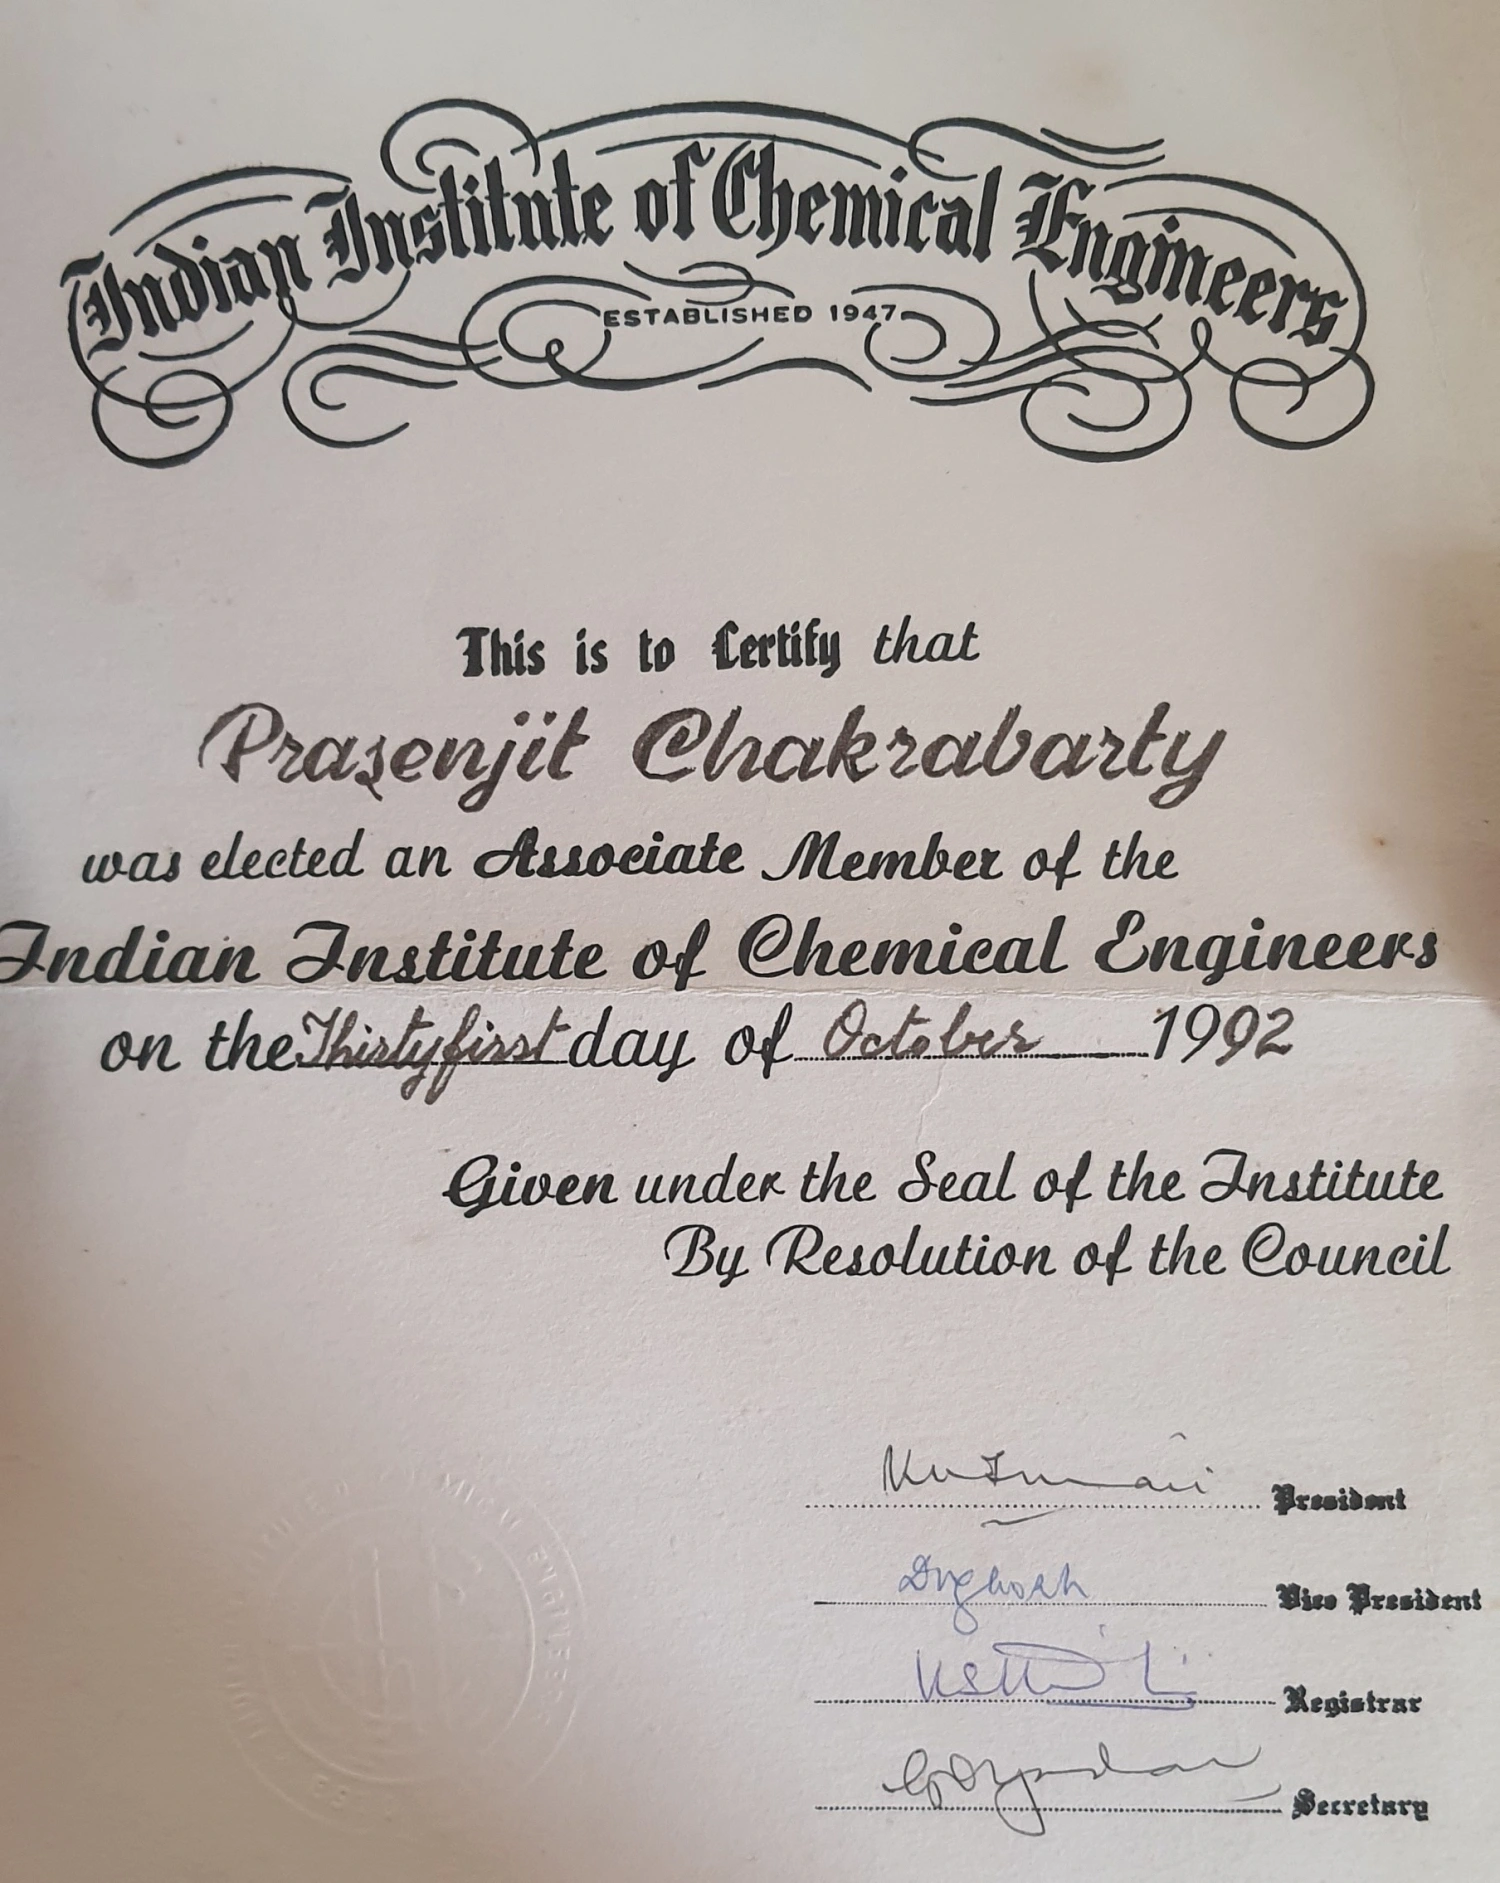 Indian Institute of Chemical Engineers
ESTABLISHED 1947
This is to Certify that
Prasenjit Chakrabarty
was elected an Associate Member of the
Indian Institute of Chemical Engineers
on the Thirtyfirst day of October 1992
Given under the Seal of the Institute
By Resolution of the Council
President
Vice President
Registrar
Secretary